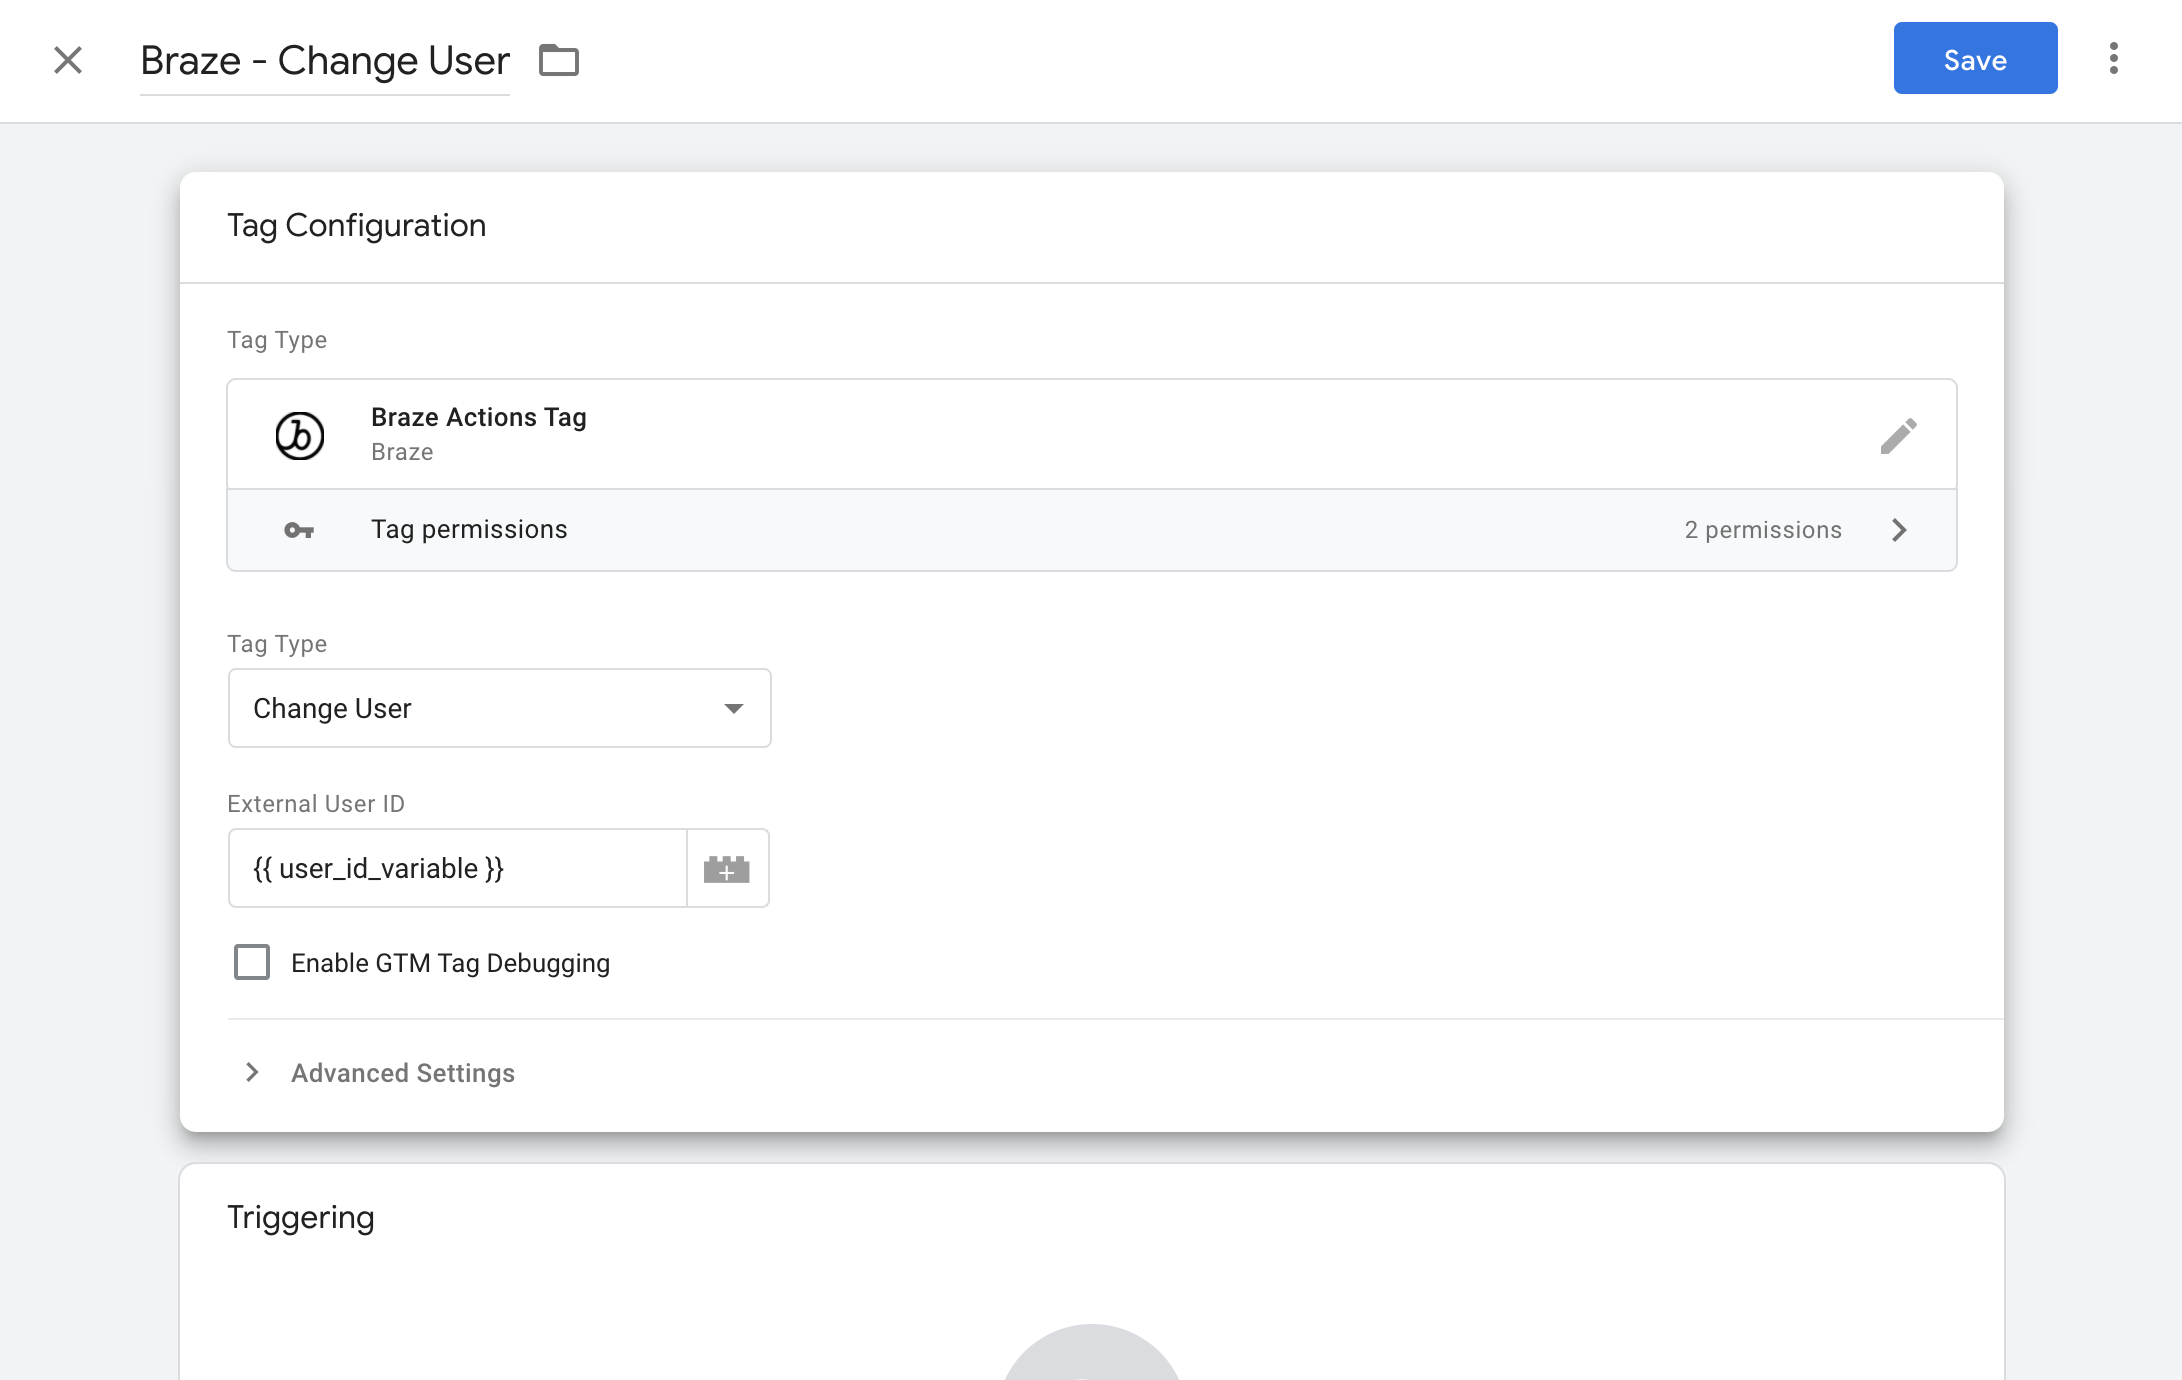 Braze - Change User
Save
Tag Configuration
Tag Type
Braze Actions Tag
Braze
Tag permissions
2 permissions
Tag Type
Change User
External User ID
{{ user_id_variable }}
Enable GTM Tag Debugging
Advanced Settings
Triggering